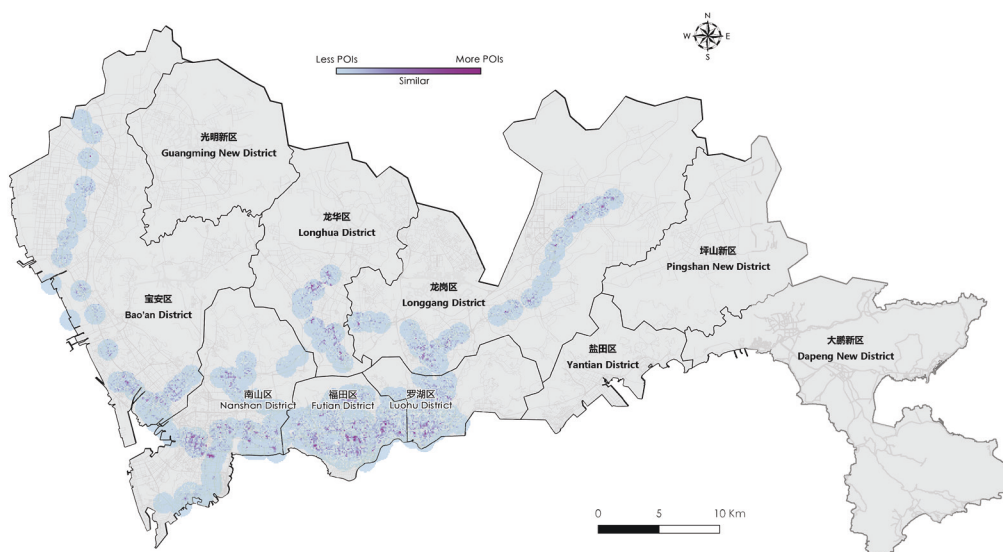 N
W E
S
Less POIs More POIs
Similar
光明新区
Guangming New District
龙华区
Longhua District
坪山新区
Pingshan New District
龙岗区
Longgang District
宝安区
Bao'an District
大鹏新区
Dapeng New District
盐田区
Yantian District
南山区
Nanshan District
福田区
Futian District
罗湖区
Luohu District
0 5 10 Km